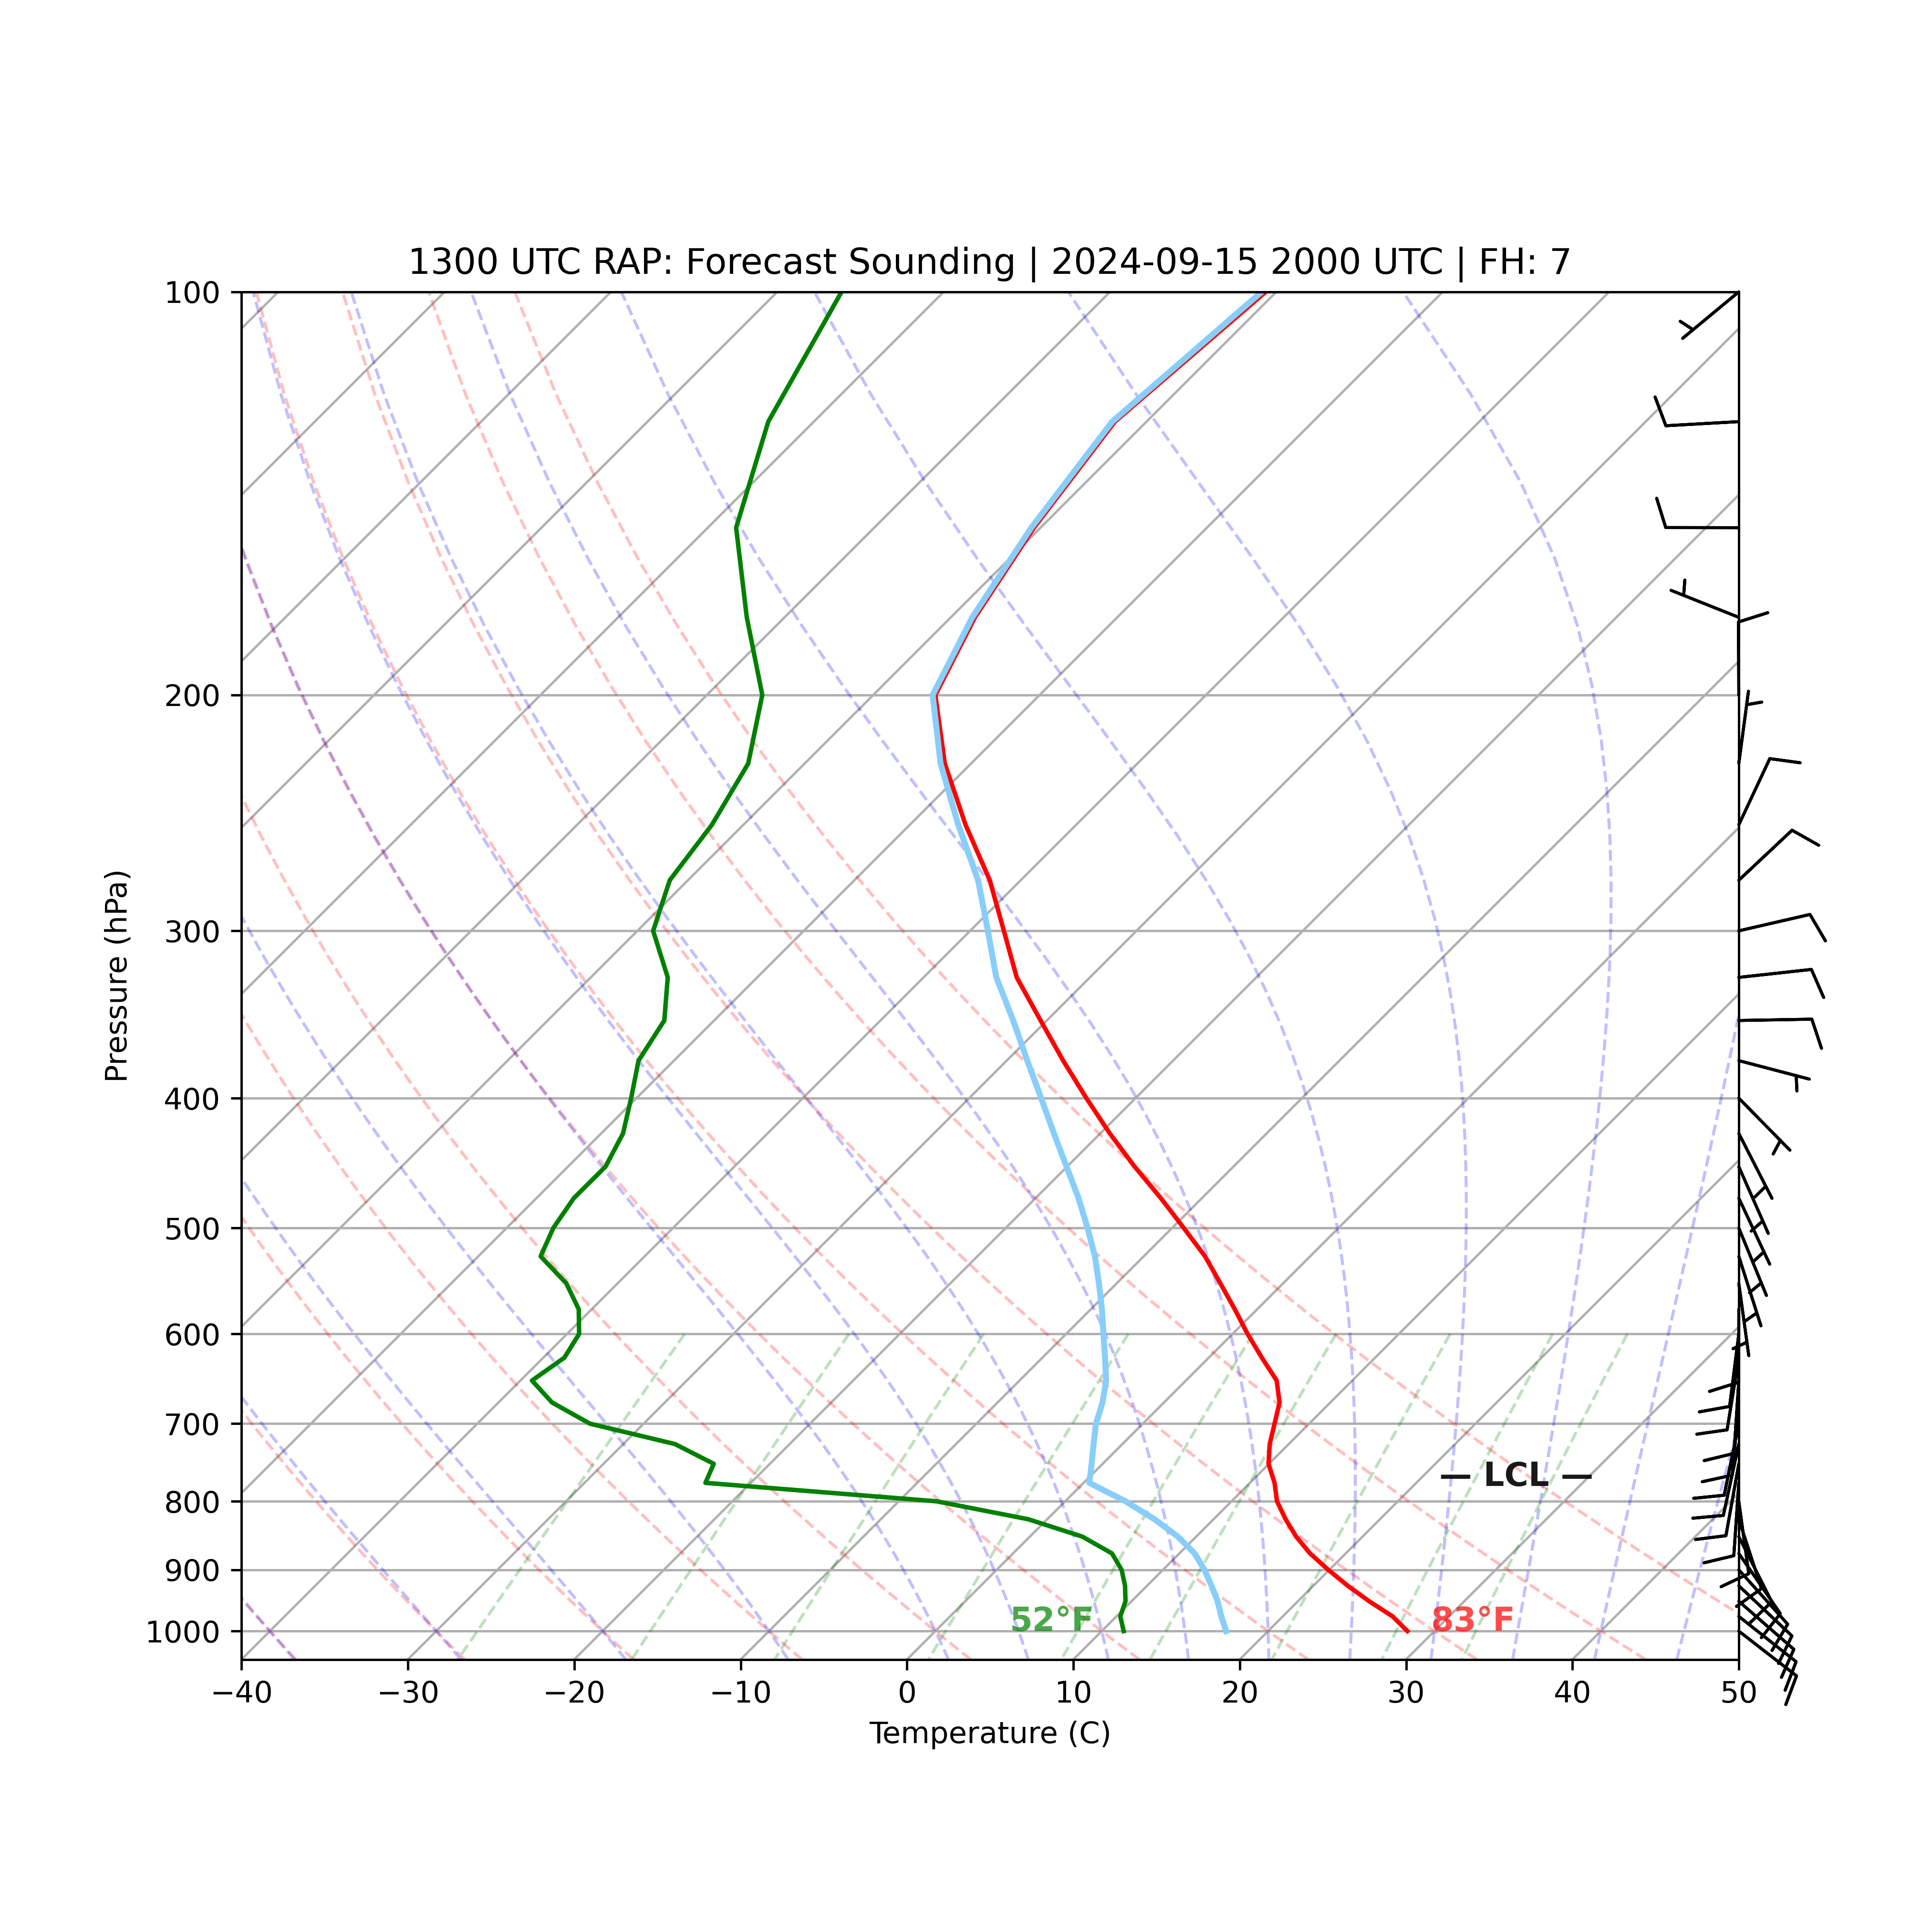 1300 UTC RAP: Forecast Sounding | 2024-09-15 2000 UTC | FH: 7
100
200
300
400
500
600
700
800
900
1000
Pressure (hPa)
— LCL —
52°F
83°F
−40 −30 −20 −10 0 10 20 30 40 50
Temperature (C)